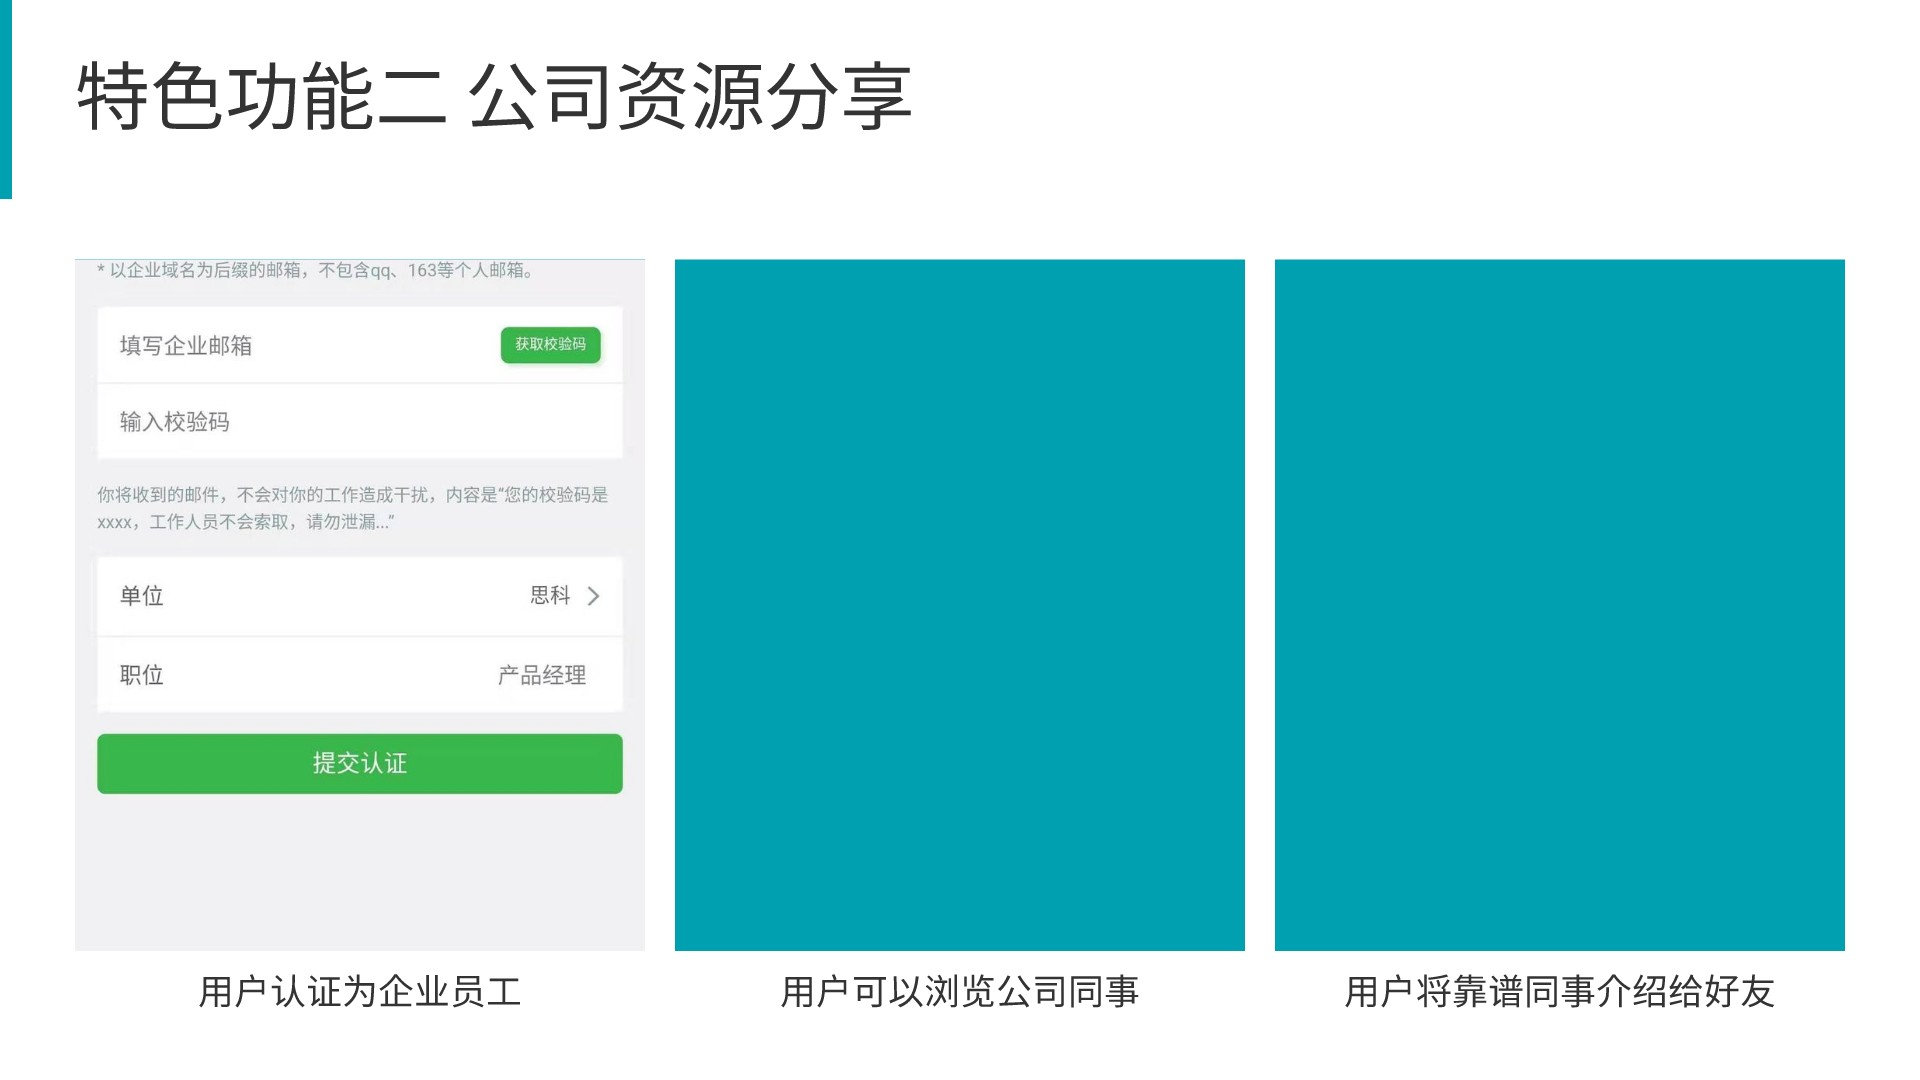 特色功能二 公司资源分享
* 以企业域名为后缀的邮箱，不包含qq、163等个人邮箱。
填写企业邮箱
获取校验码
输入校验码
你将收到的邮件，不会对你的工作造成干扰，内容是“您的校验码是
xxxx，工作人员不会索取，请勿泄漏...”
单位 思科
职位 产品经理
提交认证
用户认证为企业员工
用户可以浏览公司同事
用户将靠谱同事介绍给好友